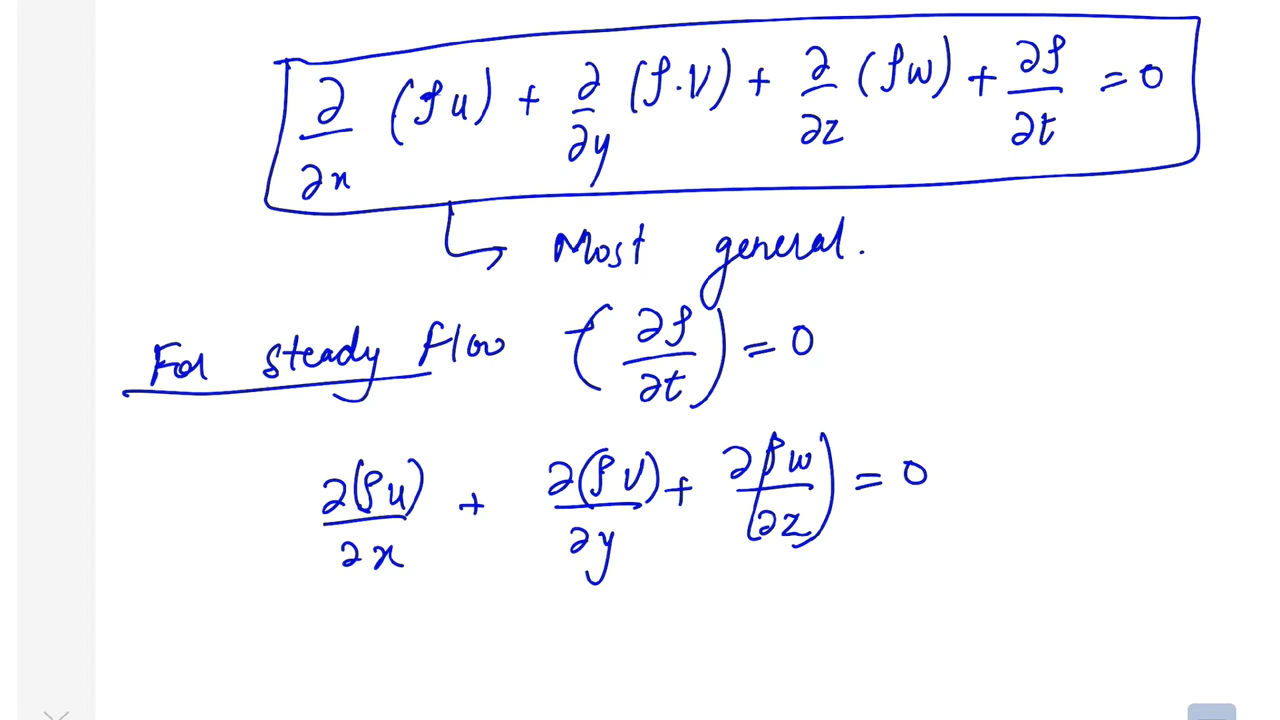 ∂/∂x (ρu) + ∂/∂y (ρ.V) + ∂/∂z (ρw) + ∂ρ/∂t = 0
Most general.
For steady flow (∂ρ/∂t) = 0
∂(ρu)/∂x + ∂(ρV)/∂y + ∂ρw/∂z) = 0